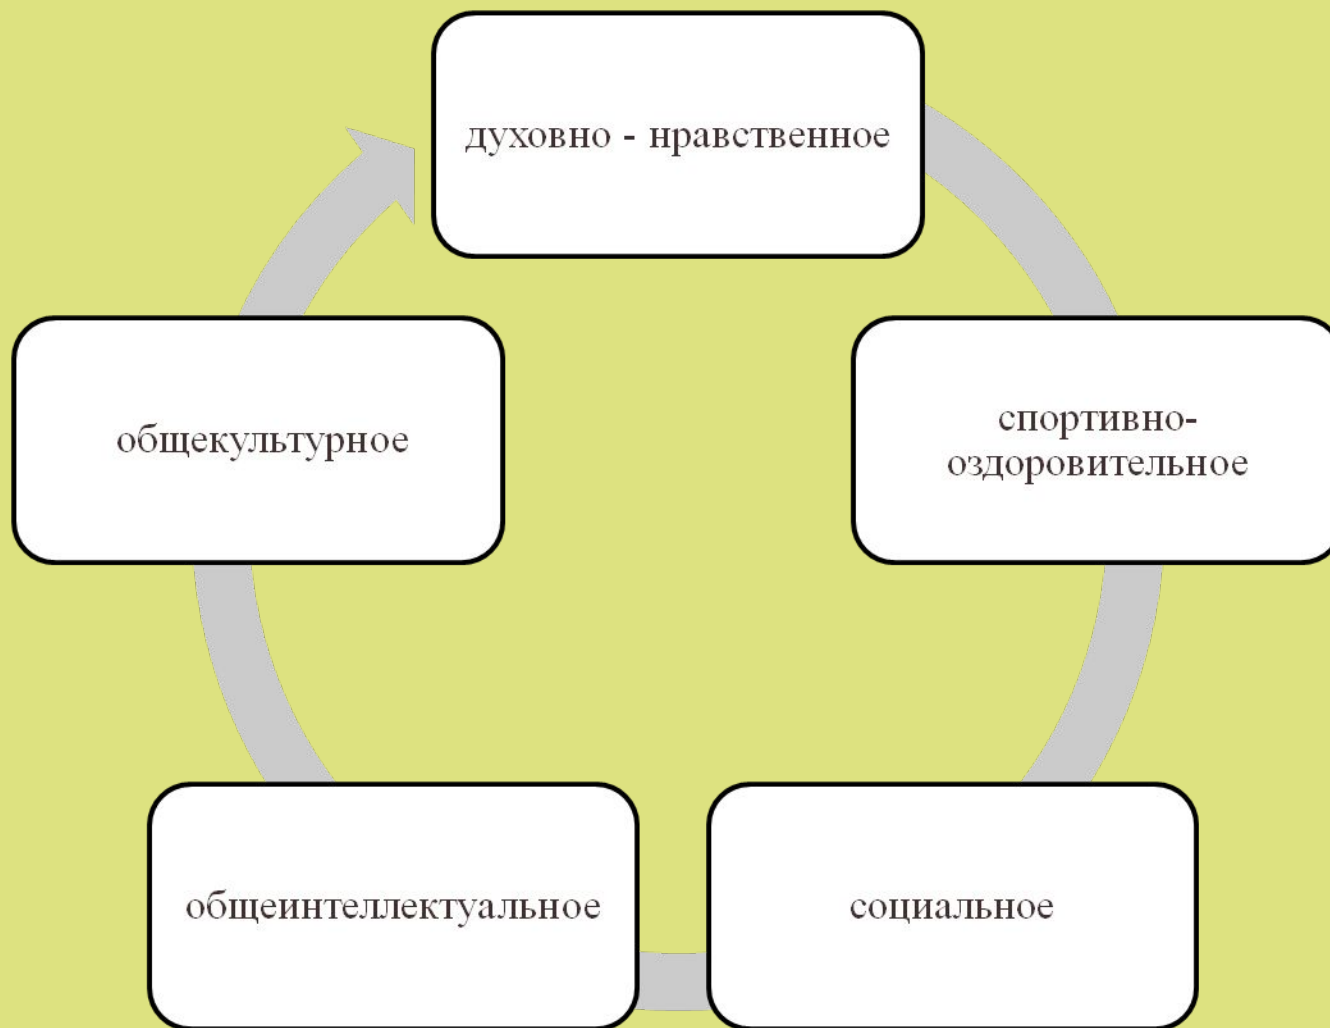 духовно - нравственное
общекультурное
спортивно-
оздоровительное
общеинтеллектуальное
социальное